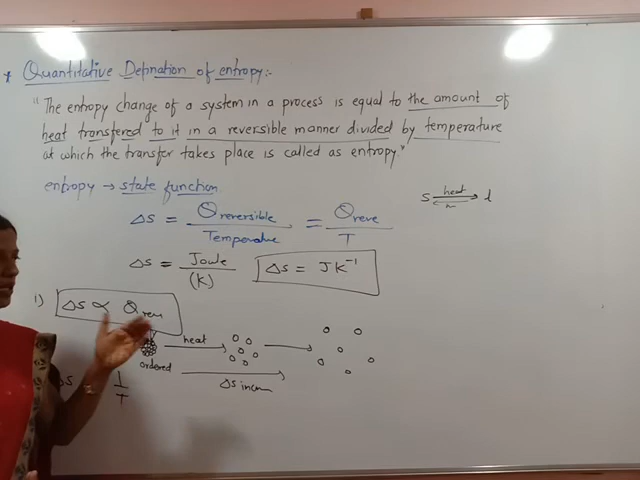 * Quantitative Defination of entropy:-
"The entropy change of a system in a process is equal to the amount of
heat transfered to it in a reversible manner divided by temperature
at which the transfer takes place is called as entropy."
entropy → state function
S heat l
ΔS = Qreversible / Temperature = Qreve / T
ΔS = Joule / (K) ΔS = JK⁻¹
1) ΔS ∝ Qrev
heat
ordered
ΔS incre
1/T